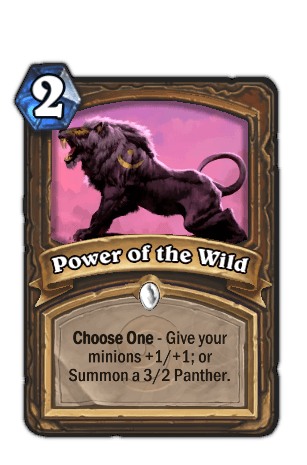 2
Power of the Wild
Choose One - Give your
minions +1/+1; or
Summon a 3/2 Panther.